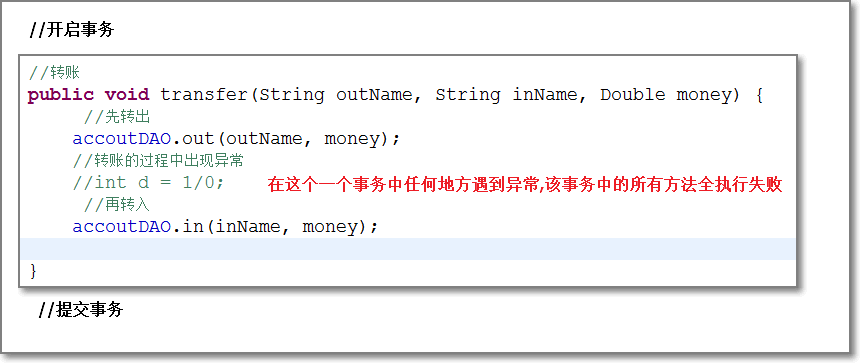 //开启事务
//转账
public void transfer(String outName, String inName, Double money) {
//先转出
accoutDAO.out(outName, money);
//转账的过程中出现异常
//int d = 1/0; 在这个一个事务中任何地方遇到异常,该事务中的所有方法全执行失败
//再转入
accoutDAO.in(inName, money);
}
//提交事务